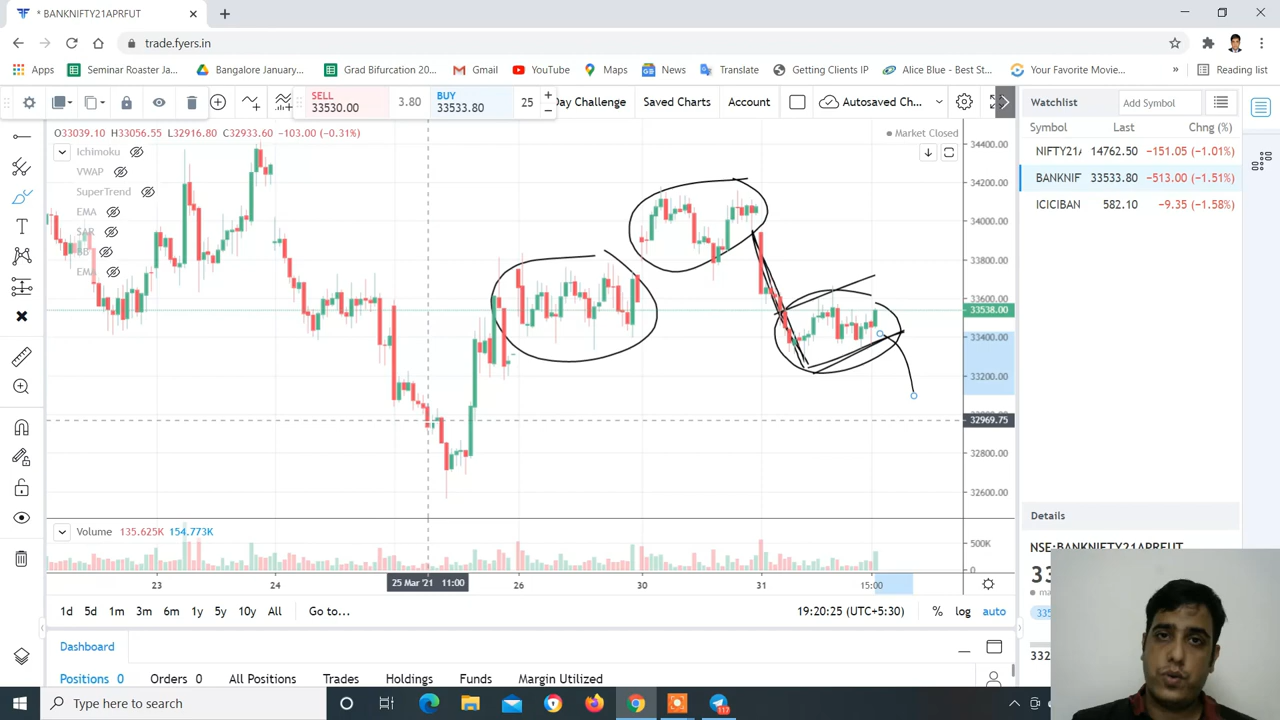 * BANKNIFTY21APRFUT
trade.fyers.in
Apps Seminar Roaster Ja... Bangalore January... Grad Bifurcation 20... Gmail YouTube Maps News Translate Getting Clients IP Alice Blue - Best St... Your Favorite Movie... » Reading list
SELL
33530.00
3.80
BUY
33533.80
25
Day Challenge Saved Charts Account Autosaved Ch...
Watchlist Add Symbol
Symbol Last Chng (%)
NIFTY21 14762.50 −151.05 (−1.01%)
BANKNIF 33533.80 −513.00 (−1.51%)
ICICIBAN 582.10 −9.35 (−1.58%)
O33039.10 H33056.55 L32916.80 C32933.60 −103.00 (−0.31%)
Market Closed
Ichimoku
VWAP
SuperTrend
EMA
SAR
BB
EMA
34400.00
34200.00
34000.00
33800.00
33600.00
33538.00
33400.00
33200.00
32969.75
32800.00
32600.00
Volume 135.625K 154.773K
500K
0
23 24 25 Mar '21 11:00 26 30 31 15:00
1d 5d 1m 3m 6m 1y 5y 10y All Go to... 19:20:25 (UTC+5:30) % log auto
Details
NSE:BANKNIFTY21APRFUT
Dashboard
Positions 0 Orders 0 All Positions Trades Holdings Funds Margin Utilized
Type here to search
117